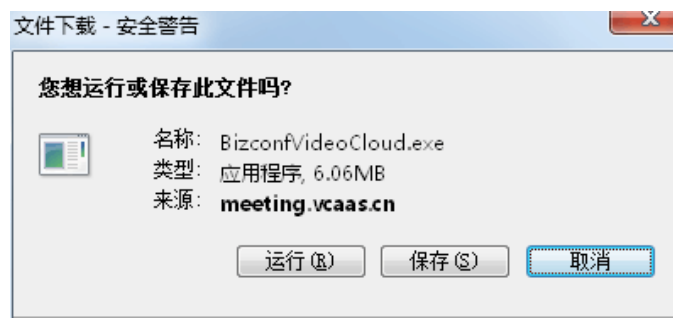 文件下载 - 安全警告
您想运行或保存此文件吗?
名称: BizconfVideoCloud.exe
类型: 应用程序, 6.06MB
来源: meeting.vcaas.cn
运行(R) 保存(S) 取消